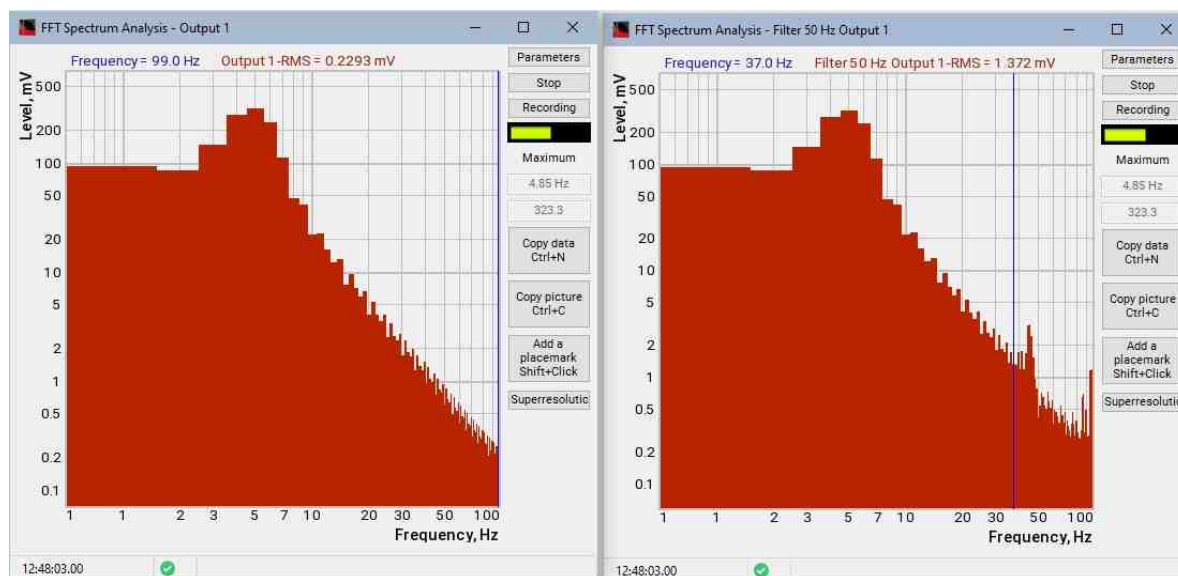 FFT Spectrum Analysis - Output 1
Frequency = 99.0 Hz Output 1-RMS = 0.2293 mV
Level, mV
500
200
100
50
20
10
5
2
1
0.5
0.2
0.1
1 1 2 3 5 7 10 20 30 50 100
Frequency, Hz
Parameters
Stop
Recording
Maximum
4.85 Hz
323.3
Copy data
Ctrl+N
Copy picture
Ctrl+C
Add a
placemark
Shift+Click
Superresolutic
12:48:03.00
FFT Spectrum Analysis - Filter 50 Hz Output 1
Frequency = 37.0 Hz Filter 50 Hz Output 1-RMS = 1.372 mV
Level, mV
500
200
100
50
20
10
5
2
1
0.5
0.2
0.1
1 1 2 3 5 7 10 20 30 50 100
Frequency, Hz
Parameters
Stop
Recording
Maximum
4.85 Hz
323.3
Copy data
Ctrl+N
Copy picture
Ctrl+C
Add a
placemark
Shift+Click
Superresolutic
12:48:03.00